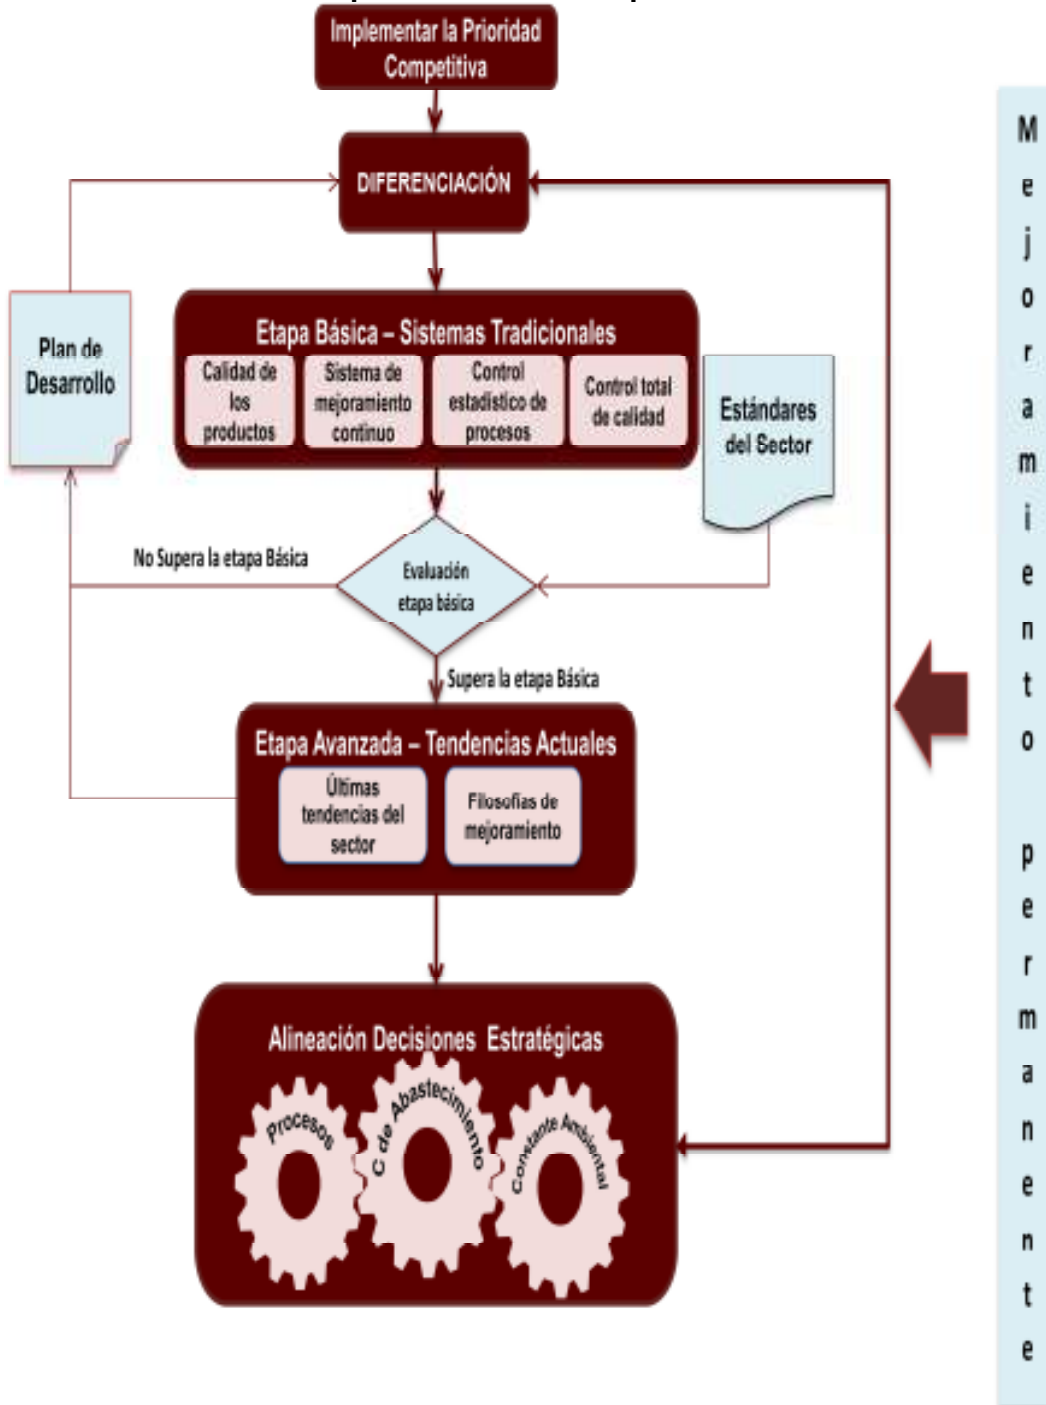 Implementar la Prioridad
Competitiva
DIFERENCIACIÓN
Plan de
Desarrollo
Etapa Básica – Sistemas Tradicionales
Calidad de
los
productos
Sistema de
mejoramiento
continuo
Control
estadístico de
procesos
Control total
de calidad
Estándares
del Sector
No Supera la etapa Básica
Evaluación
etapa básica
Supera la etapa Básica
Etapa Avanzada – Tendencias Actuales
Últimas
tendencias del
sector
Filosofías de
mejoramiento
Alineación Decisiones Estratégicas
Procesos
C de Abastecimiento
Constante Ambiental
Mejoramiento permanente